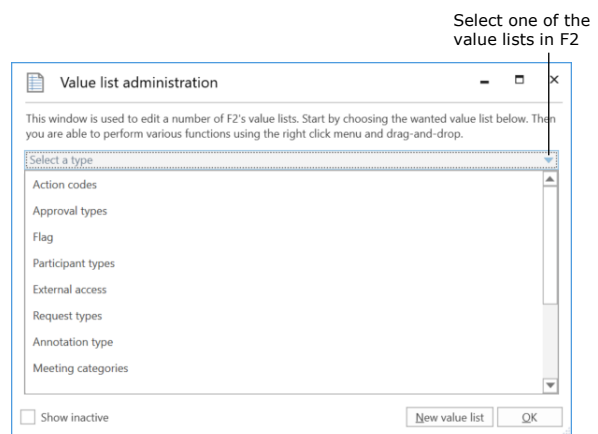 Select one of the
value lists in F2
Value list administration
This window is used to edit a number of F2's value lists. Start by choosing the wanted value list below. Then
you are able to perform various functions using the right click menu and drag-and-drop.
Select a type
Action codes
Approval types
Flag
Participant types
External access
Request types
Annotation type
Meeting categories
Show inactive
New value list
OK